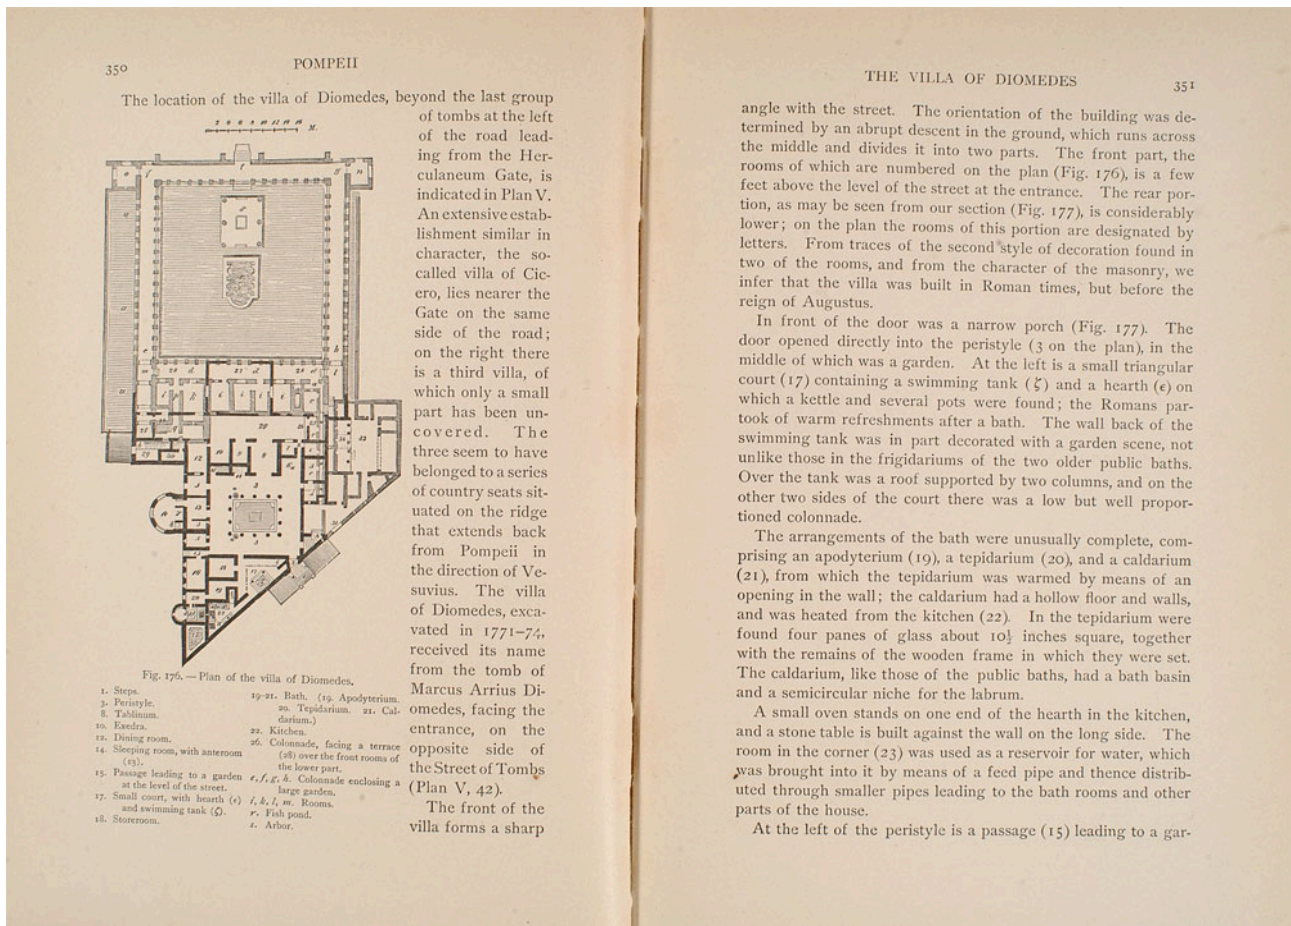 350
POMPEII
The location of the villa of Diomedes, beyond the last group
of tombs at the left
of the road lead-
ing from the Her-
culaneum Gate, is
indicated in Plan V.
An extensive estab-
lishment similar in
character, the so-
called villa of Cic-
ero, lies nearer the
Gate on the same
side of the road;
on the right there
is a third villa, of
which only a small
part has been un-
covered. The
three seem to have
belonged to a series
of country seats sit-
uated on the ridge
that extends back
from Pompeii in
the direction of Ve-
suvius. The villa
of Diomedes, exca-
vated in 1771–74,
received its name
from the tomb of
Marcus Arrius Di-
omedes, facing the
entrance, on the
opposite side of
the Street of Tombs
(Plan V, 42).
The front of the
villa forms a sharp
Fig. 176. — Plan of the villa of Diomedes.
1. Steps.
3. Peristyle.
8. Tablinum.
10. Exedra.
12. Dining room.
14. Sleeping room, with anteroom
(13).
15. Passage leading to a garden
at the level of the street.
17. Small court, with hearth (ε)
and swimming tank (ζ).
18. Storeroom.
19-21. Bath. (19. Apodyterium.
20. Tepidarium. 21. Cal-
darium.)
22. Kitchen.
26. Colonnade, facing a terrace
(28) over the front rooms of
the lower part.
e, f, g, h. Colonnade enclosing a
large garden.
i, k, l, m. Rooms.
r. Fish pond.
s. Arbor.
THE VILLA OF DIOMEDES
351
angle with the street. The orientation of the building was de-
termined by an abrupt descent in the ground, which runs across
the middle and divides it into two parts. The front part, the
rooms of which are numbered on the plan (Fig. 176), is a few
feet above the level of the street at the entrance. The rear por-
tion, as may be seen from our section (Fig. 177), is considerably
lower; on the plan the rooms of this portion are designated by
letters. From traces of the second style of decoration found in
two of the rooms, and from the character of the masonry, we
infer that the villa was built in Roman times, but before the
reign of Augustus.
In front of the door was a narrow porch (Fig. 177). The
door opened directly into the peristyle (3 on the plan), in the
middle of which was a garden. At the left is a small triangular
court (17) containing a swimming tank (ζ) and a hearth (ε) on
which a kettle and several pots were found; the Romans par-
took of warm refreshments after a bath. The wall back of the
swimming tank was in part decorated with a garden scene, not
unlike those in the frigidariums of the two older public baths.
Over the tank was a roof supported by two columns, and on the
other two sides of the court there was a low but well propor-
tioned colonnade.
The arrangements of the bath were unusually complete, com-
prising an apodyterium (19), a tepidarium (20), and a caldarium
(21), from which the tepidarium was warmed by means of an
opening in the wall; the caldarium had a hollow floor and walls,
and was heated from the kitchen (22). In the tepidarium were
found four panes of glass about 10½ inches square, together
with the remains of the wooden frame in which they were set.
The caldarium, like those of the public baths, had a bath basin
and a semicircular niche for the labrum.
A small oven stands on one end of the hearth in the kitchen,
and a stone table is built against the wall on the long side. The
room in the corner (23) was used as a reservoir for water, which
was brought into it by means of a feed pipe and thence distrib-
uted through smaller pipes leading to the bath rooms and other
parts of the house.
At the left of the peristyle is a passage (15) leading to a gar-